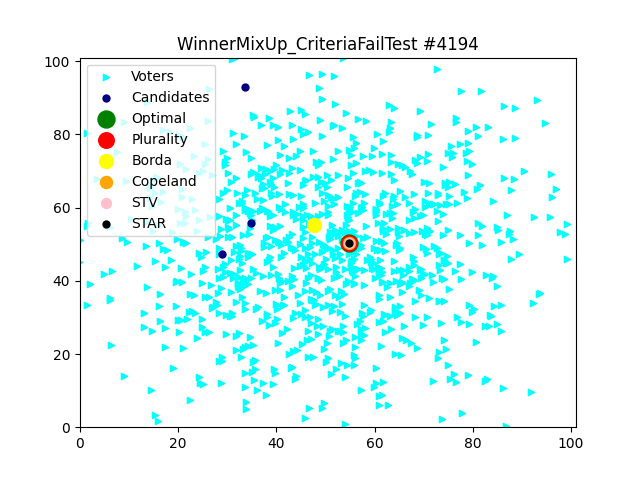 WinnerMixUp_CriteriaFailTest #4194
100
80
60
40
20
0
Voters
Candidates
Optimal
Plurality
Borda
Copeland
STV
STAR
0 20 40 60 80 100